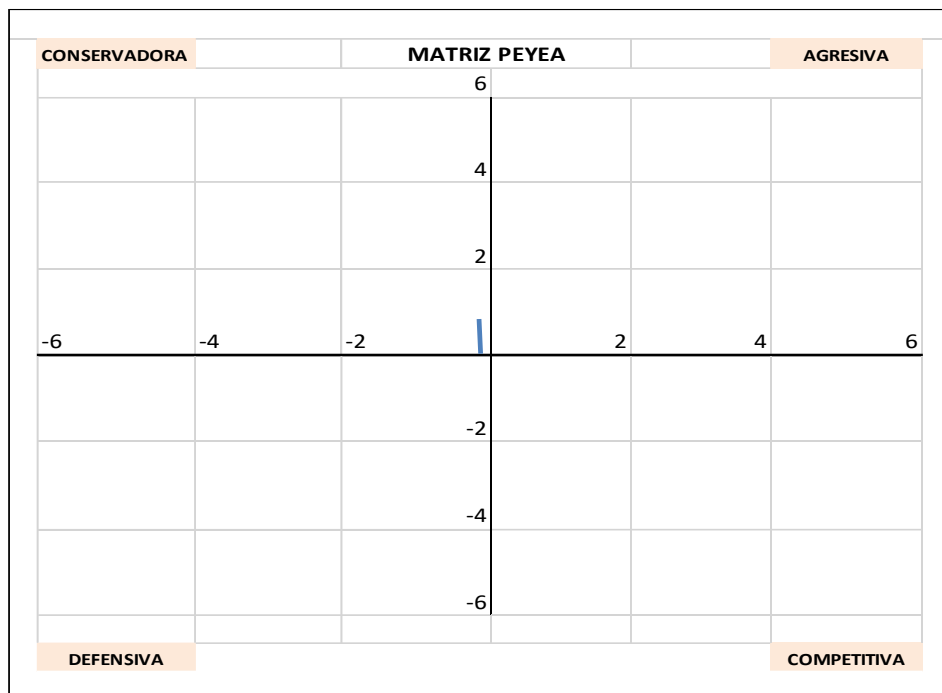 CONSERVADORA MATRIZ PEYEA AGRESIVA
6
4
2
-6 -4 -2 2 4 6
-2
-4
-6
DEFENSIVA COMPETITIVA